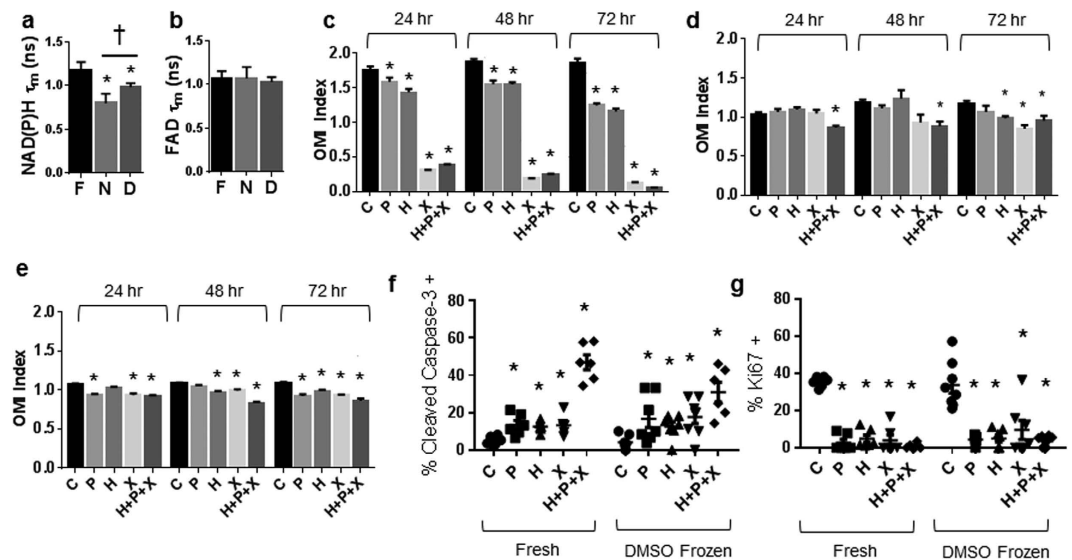 a
NAD(P)H τm (ns)
1.5
1.0
0.5
0.0
†
*
*
F N D
b
FAD τm (ns)
1.5
1.0
0.5
0.0
F N D
c
24 hr 48 hr 72 hr
OMI Index
2.0
1.5
1.0
0.5
0.0
* * * *
* * * *
* * * *
C P H X H+P+X C P H X H+P+X C P H X H+P+X
d
24 hr 48 hr 72 hr
OMI Index
2.0
1.5
1.0
0.5
0.0
* * * * *
C P H X H+P+X C P H X H+P+X C P H X H+P+X
e
24 hr 48 hr 72 hr
OMI Index
2.0
1.5
1.0
0.5
0.0
* * * * * * * * * *
C P H X H+P+X C P H X H+P+X C P H X H+P+X
f
% Cleaved Caspase-3 +
80
60
40
20
0
* * * * * * * *
C P H X H+P+X C P H X H+P+X
Fresh DMSO Frozen
g
% Ki67 +
80
60
40
20
0
* * * * * * * *
C P H X H+P+X C P H X H+P+X
Fresh DMSO Frozen